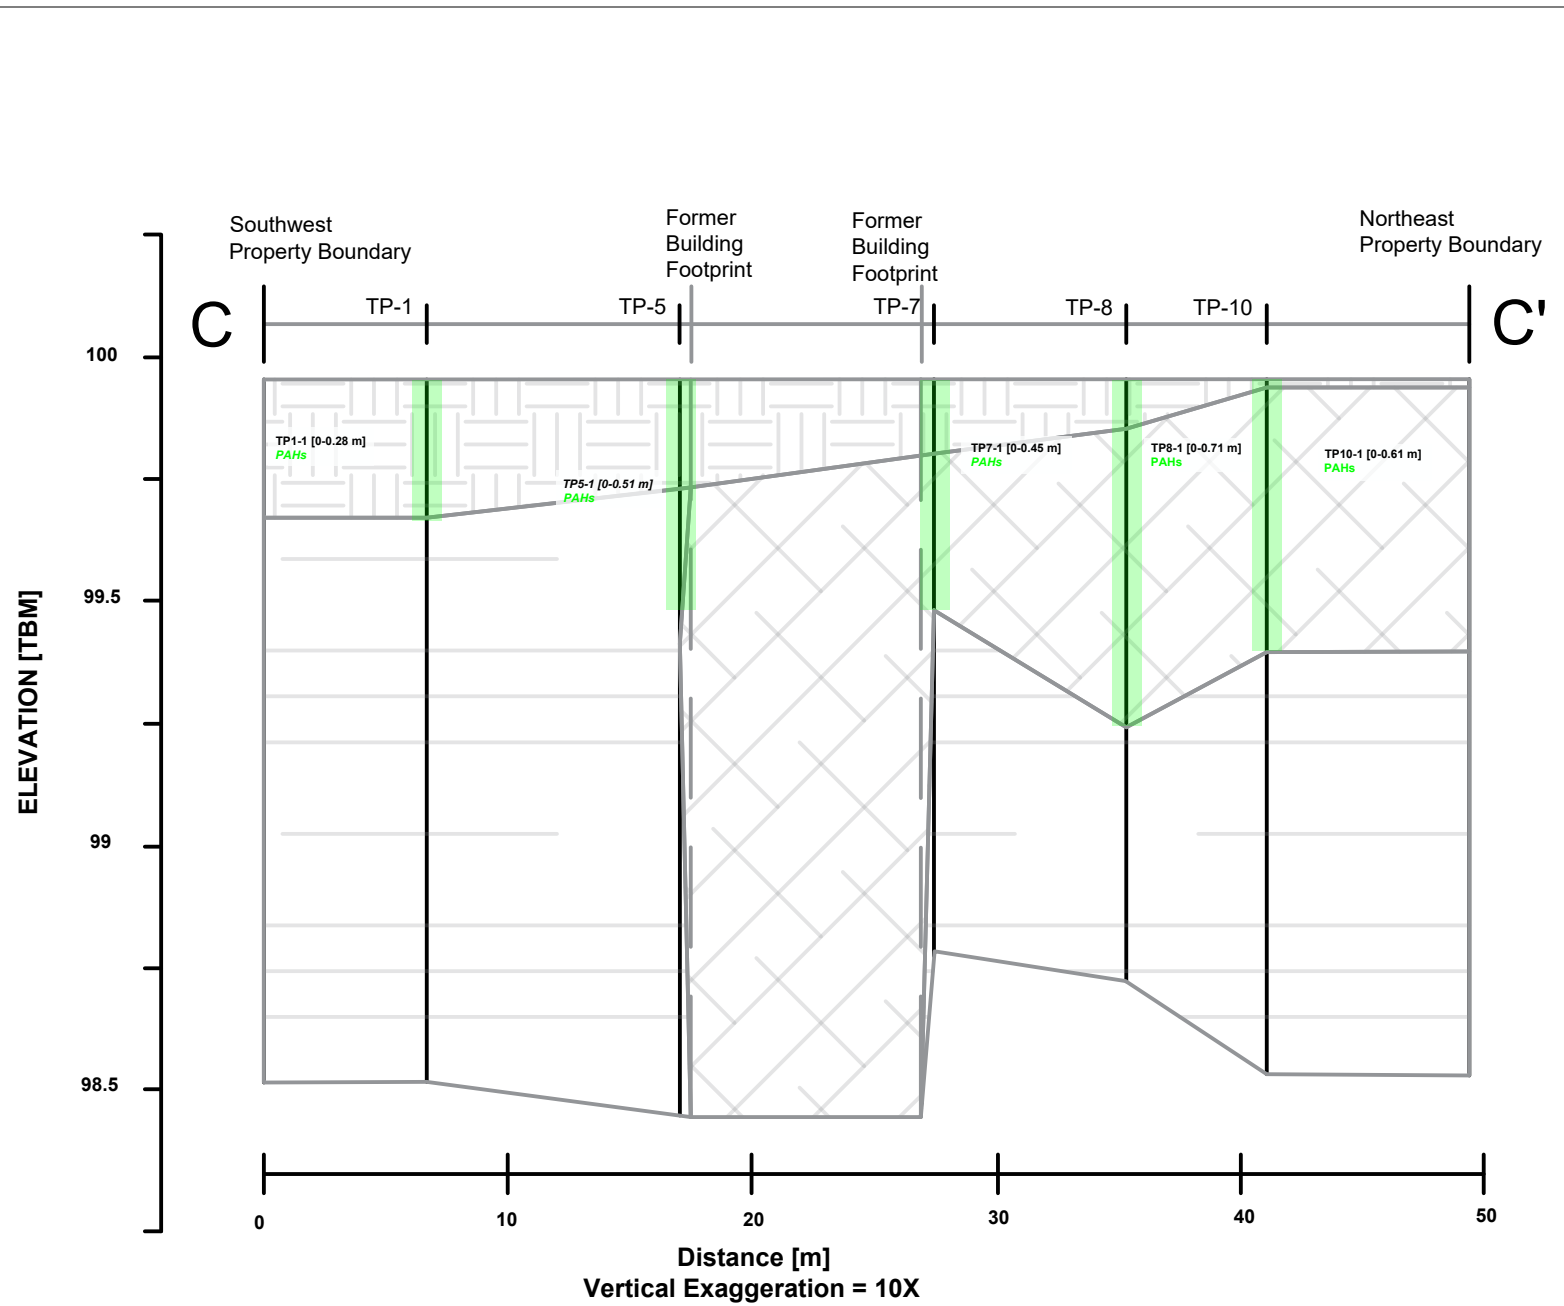 Southwest
Property Boundary
Former
Building
Footprint
Former
Building
Footprint
Northeast
Property Boundary
C
TP-1
TP-5
TP-7
TP-8
TP-10
C'
100
99.5
99
98.5
ELEVATION [TBM]
TP1-1 [0-0.28 m]
PAHs
TP5-1 [0-0.51 m]
PAHs
TP7-1 [0-0.45 m]
PAHs
TP8-1 [0-0.71 m]
PAHs
TP10-1 [0-0.61 m]
PAHs
0
10
20
30
40
50
Distance [m]
Vertical Exaggeration = 10X